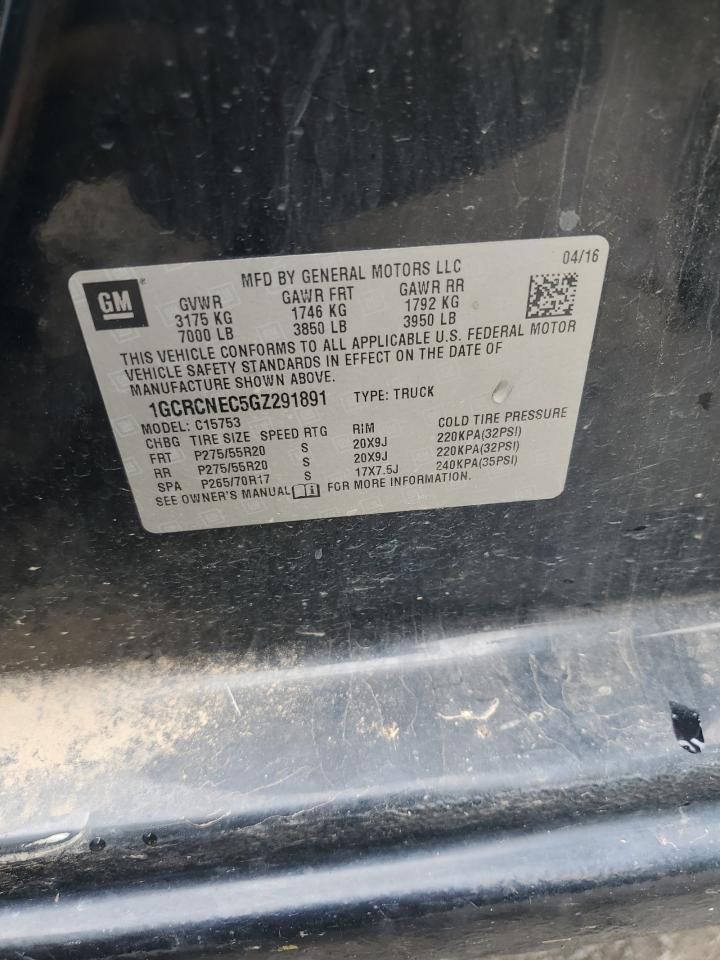 04/16
GM
MFD BY GENERAL MOTORS LLC
GVWR GAWR FRT GAWR RR
3175 KG 1746 KG 1792 KG
7000 LB 3850 LB 3950 LB
THIS VEHICLE CONFORMS TO ALL APPLICABLE U.S. FEDERAL MOTOR
VEHICLE SAFETY STANDARDS IN EFFECT ON THE DATE OF
MANUFACTURE SHOWN ABOVE.
1GCRCNEC5GZ291891 TYPE: TRUCK
MODEL: C15753
CHBG TIRE SIZE SPEED RTG RIM COLD TIRE PRESSURE
FRT P275/55R20 S 20X9J 220KPA(32PSI)
RR P275/55R20 S 20X9J 220KPA(32PSI)
SPA P265/70R17 S 17X7.5J 240KPA(35PSI)
SEE OWNER'S MANUAL FOR MORE INFORMATION.